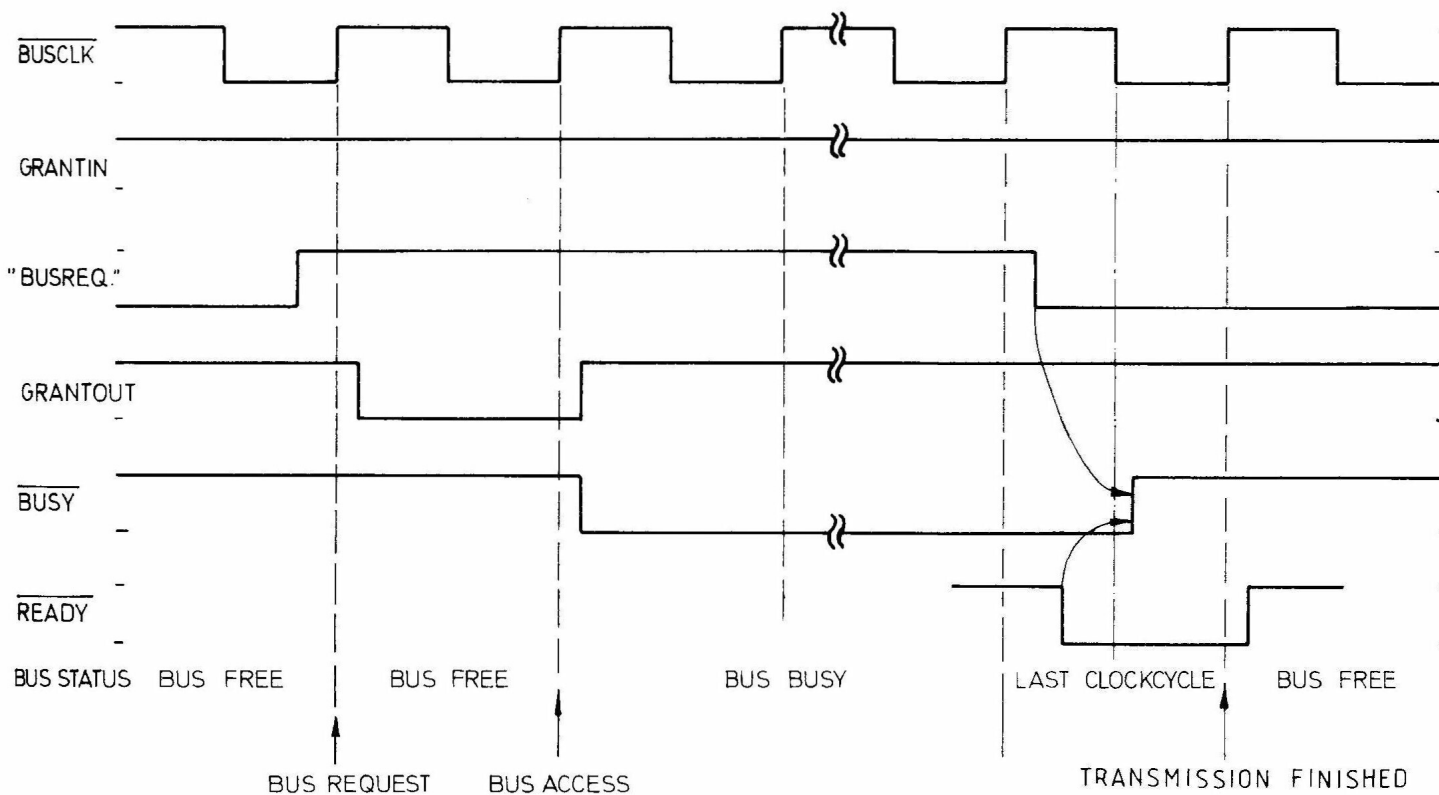 BUSCLK
GRANTIN
"BUSREQ."
GRANTOUT
BUSY
READY
BUS STATUS BUS FREE BUS FREE BUS BUSY LAST CLOCKCYCLE BUS FREE
BUS REQUEST BUS ACCESS TRANSMISSION FINISHED